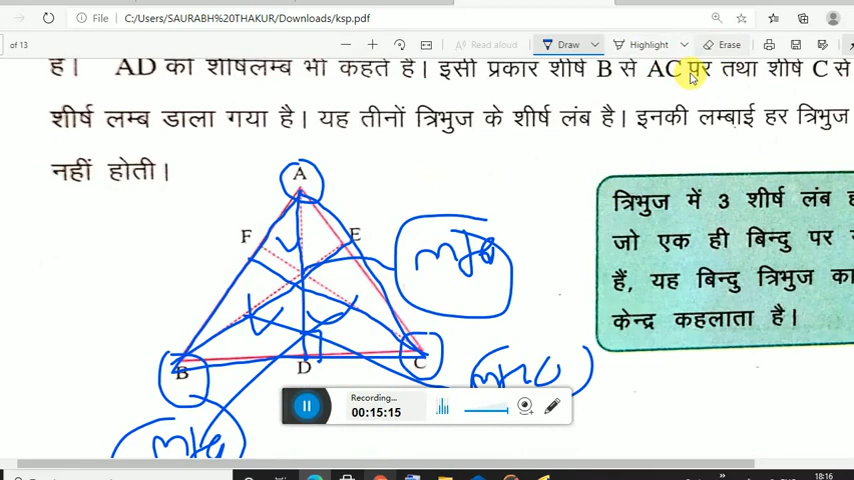 File C:/Users/SAURABH%20THAKUR/Downloads/ksp.pdf
of 13 Read aloud Draw Highlight Erase
है। AD को शीर्षलम्ब भी कहते हैं। इसी प्रकार शीर्ष B से AC पर तथा शीर्ष C से
शीर्ष लम्ब डाला गया है। यह तीनों त्रिभुज के शीर्ष लंब है। इनकी लम्बाई हर त्रिभुज
नहीं होती।
A
F E
B D C
त्रिभुज में 3 शीर्ष लंब
जो एक ही बिन्दु पर
हैं, यह बिन्दु त्रिभुज का
केन्द्र कहलाता है।
Recording...
00:15:15
18:16